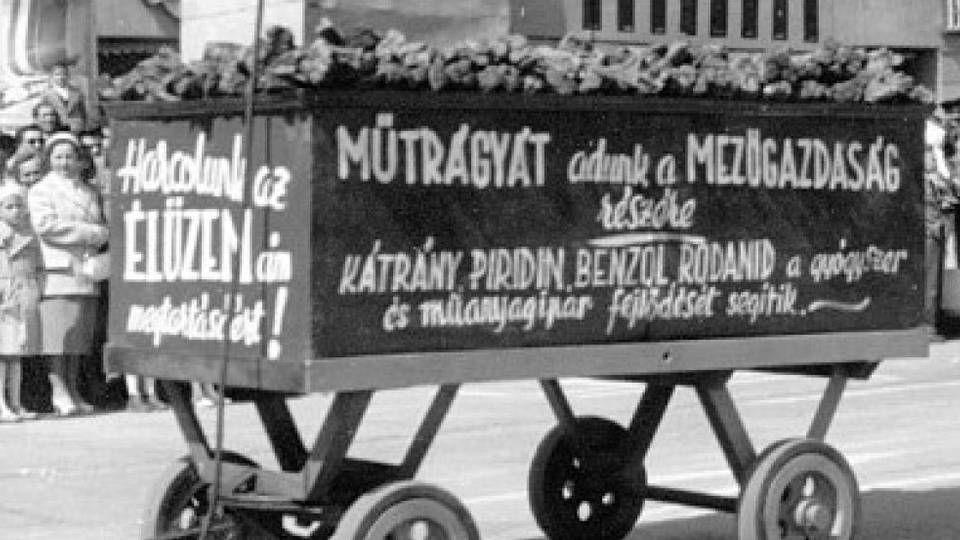 Harcolunk az
ÉLÜZEM cím
megtartásáért!
MŰTRÁGYÁT adunk a MEZŐGAZDASÁG
részére
KÁTRÁNY, PIRIDIN, BENZOL, RODANID a gyógyszer
és műanyagipar fejlődését segítik.